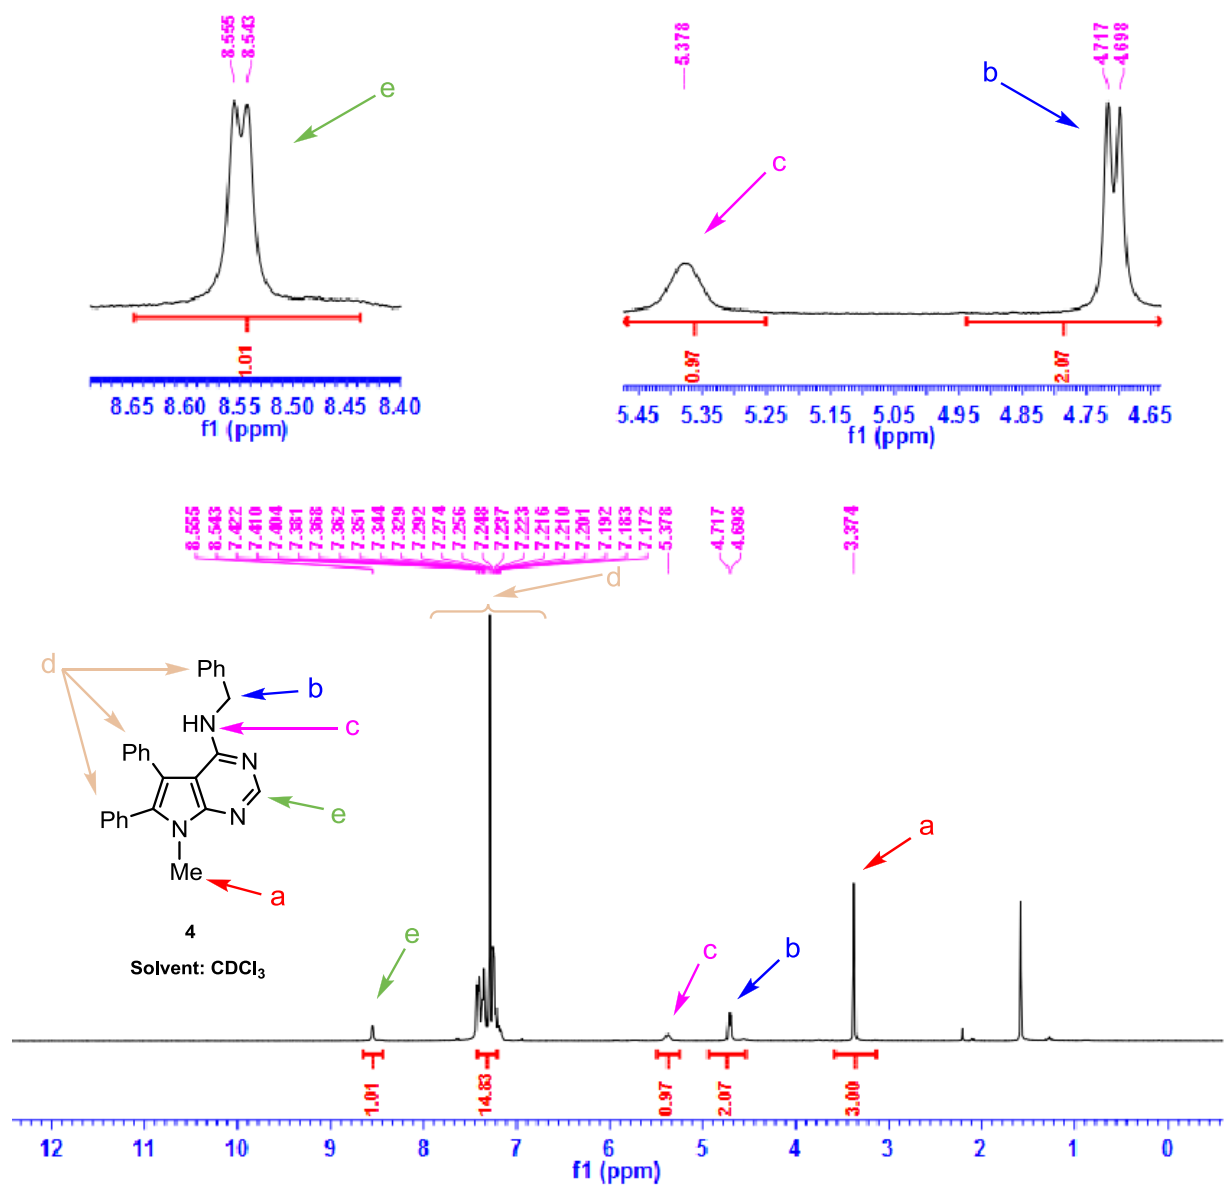 8.555
8.543
e
1.01
8.65 8.60 8.55 8.50 8.45 8.40
f1 (ppm)
5.378
4.717
4.698
b
c
0.97
2.07
5.45 5.35 5.25 5.15 5.05 4.95 4.85 4.75 4.65
f1 (ppm)
8.555
8.543
7.422
7.410
7.404
7.381
7.368
7.362
7.351
7.344
7.329
7.292
7.274
7.256
7.248
7.237
7.223
7.216
7.210
7.201
7.192
7.183
7.172
5.378
4.717
4.698
3.374
d
d
Ph
b
HN
c
Ph
N
Ph
N
N
e
Me
a
4
Solvent: CDCl₃
e
c
b
a
1.01
14.83
0.97
2.07
3.00
12 11 10 9 8 7 6 5 4 3 2 1 0
f1 (ppm)